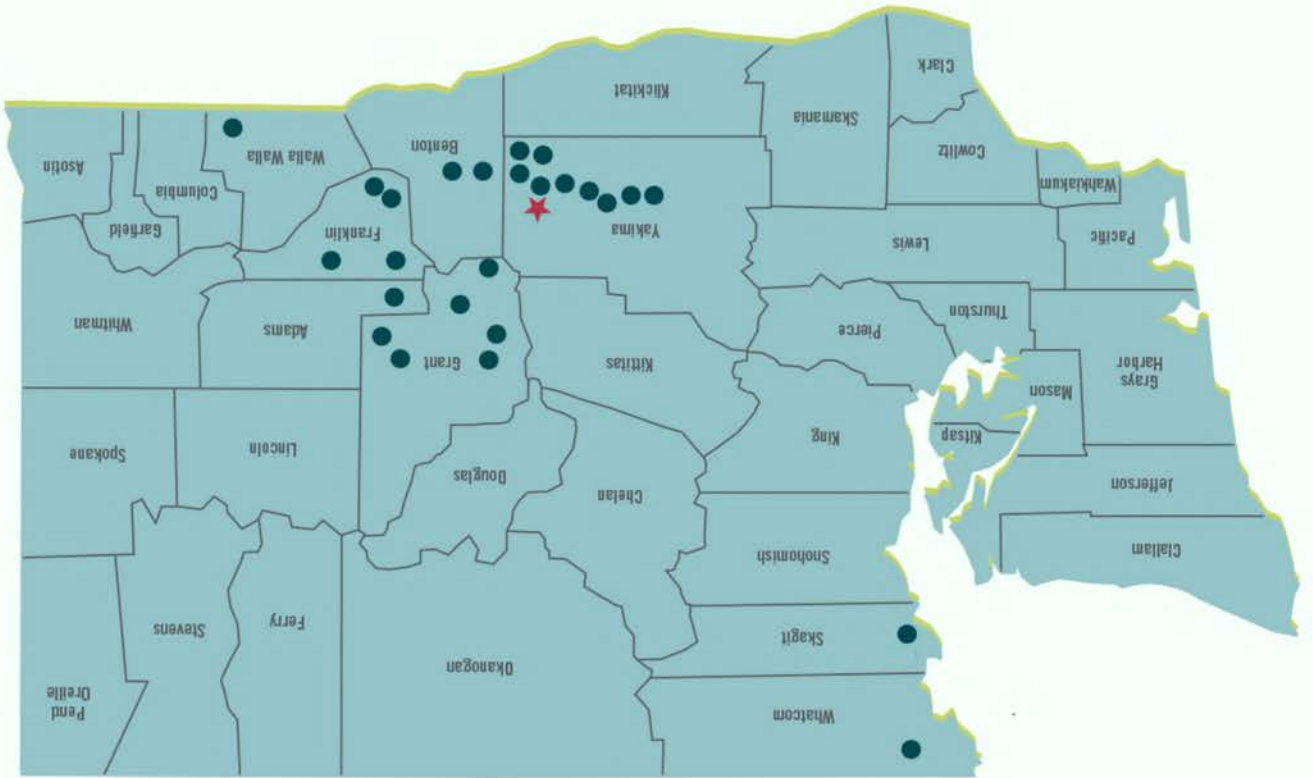 Whatcom
Okanogan
Pend
Oreille
Skagit
Ferry
Stevens
Clallam
Snohomish
Jefferson
Chelan
Douglas
Lincoln
Spokane
Kitsap
King
Mason
Grays
Harbor
Kittitas
Grant
Adams
Whitman
Thurston
Pierce
Pacific
Lewis
Yakima
Franklin
Garfield
Wahkiakum
Columbia
Asotin
Cowlitz
Benton
Walla Walla
Skamania
Klickitat
Clark